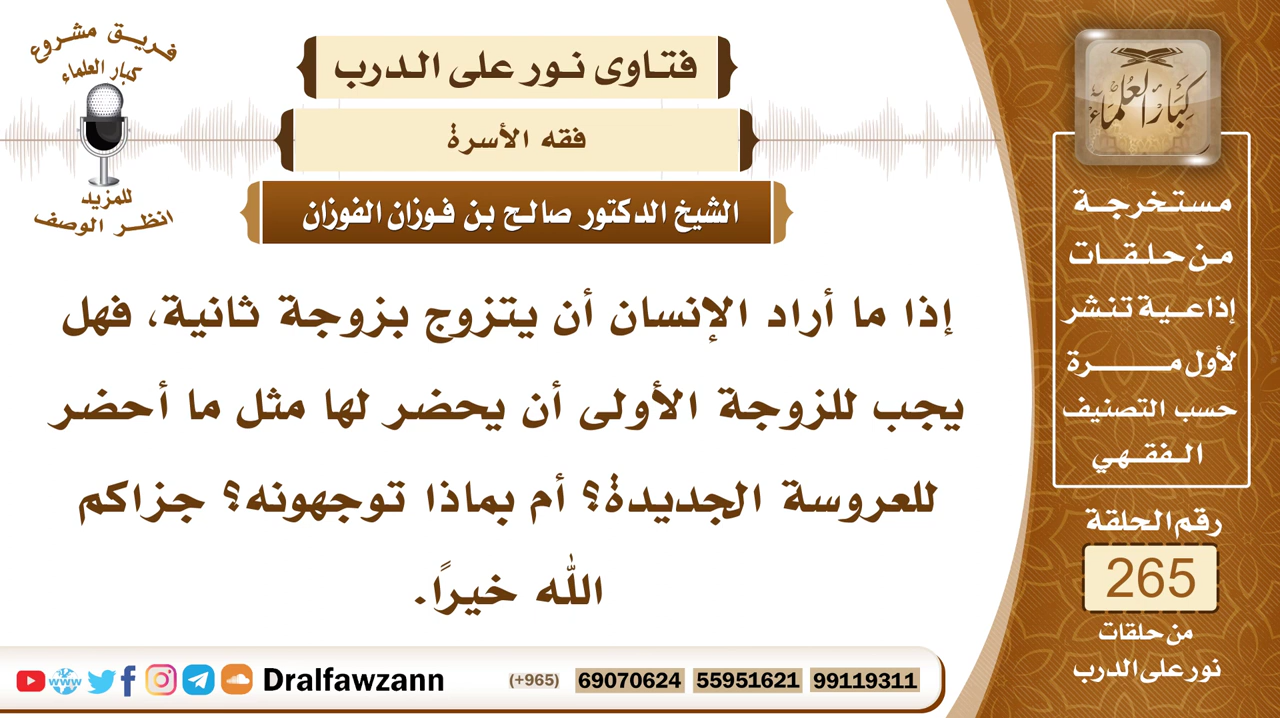 فريق مشروع
كبار العلماء
للمزيد
انظر الوصف
فتاوى نور على الدرب
فقه الأسرة
الشيخ الدكتور صالح بن فوزان الفوزان
إذا ما أراد الإنسان أن يتزوج بزوجة ثانية، فهل
يجب للزوجة الأولى أن يحضر لها مثل ما أحضر
للعروسة الجديدة؟ أم بماذا توجهونه؟ جزاكم
الله خيرًا.
كبار العلماء
مستخرجة
من حلقات
إذاعية تنشر
لأول مرة
حسب التصنيف
الفقهي
رقم الحلقة
265
من حلقات
نور على الدرب
www Dralfawzann (+965) 69070624 55951621 99119311